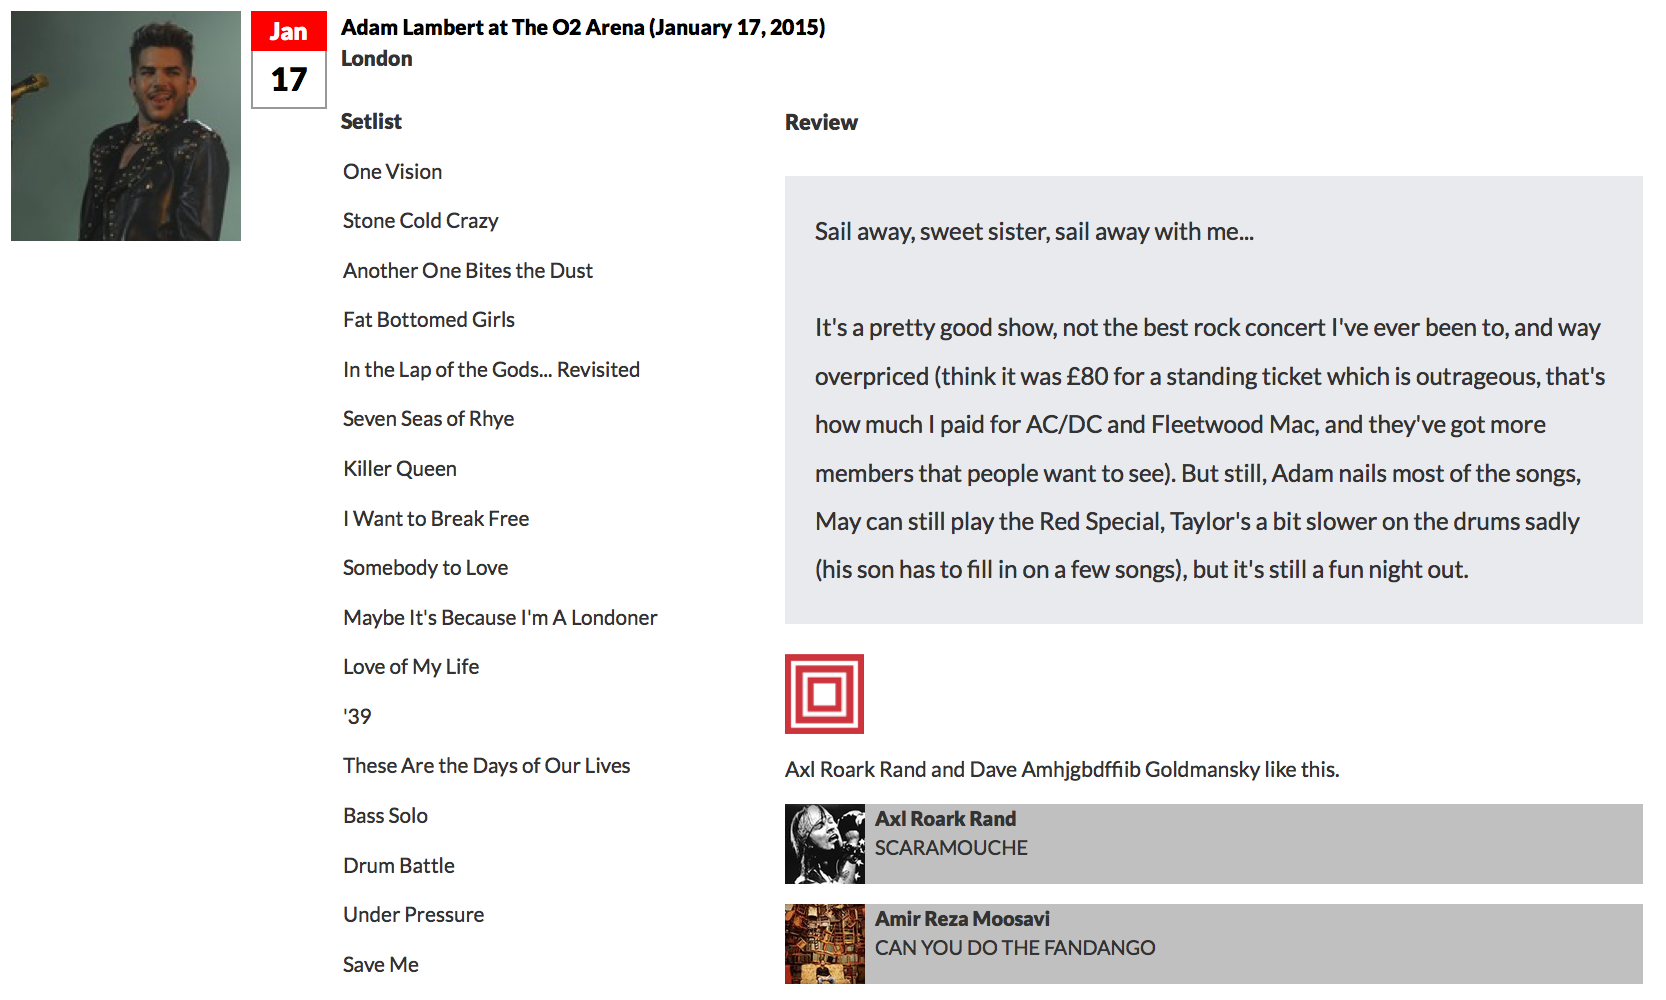 Jan
17
Adam Lambert at The O2 Arena (January 17, 2015)
London
Setlist
One Vision
Stone Cold Crazy
Another One Bites the Dust
Fat Bottomed Girls
In the Lap of the Gods... Revisited
Seven Seas of Rhye
Killer Queen
I Want to Break Free
Somebody to Love
Maybe It's Because I'm A Londoner
Love of My Life
'39
These Are the Days of Our Lives
Bass Solo
Drum Battle
Under Pressure
Save Me
Review
Sail away, sweet sister, sail away with me...
It's a pretty good show, not the best rock concert I've ever been to, and way
overpriced (think it was £80 for a standing ticket which is outrageous, that's
how much I paid for AC/DC and Fleetwood Mac, and they've got more
members that people want to see). But still, Adam nails most of the songs,
May can still play the Red Special, Taylor's a bit slower on the drums sadly
(his son has to fill in on a few songs), but it's still a fun night out.
Axl Roark Rand and Dave Amhjgbdffiib Goldmansky like this.
Axl Roark Rand
SCARAMOUCHE
Amir Reza Moosavi
CAN YOU DO THE FANDANGO